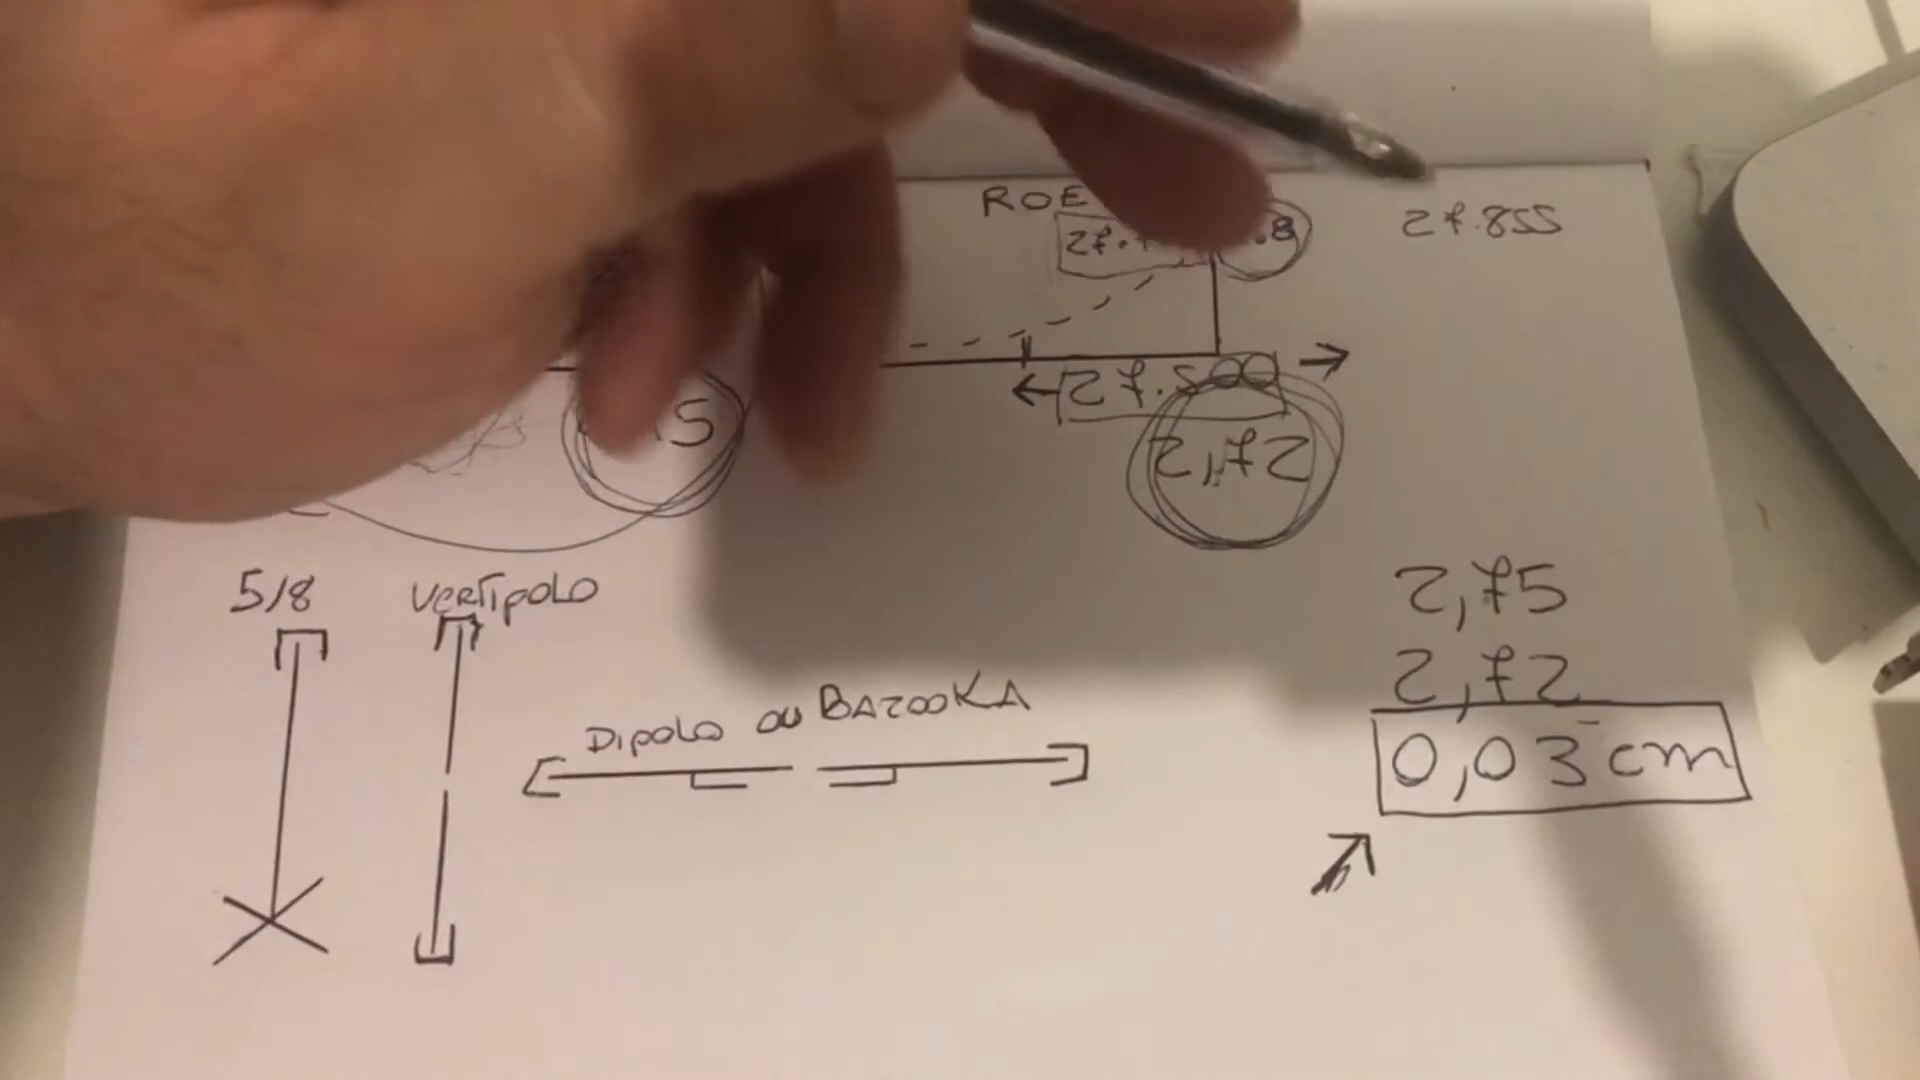 ROE
27.855
27.500
2,72
5/8
VERTIPOLO
DIPOLO OU BAZOOKA
2,75
2,72
0,03 cm